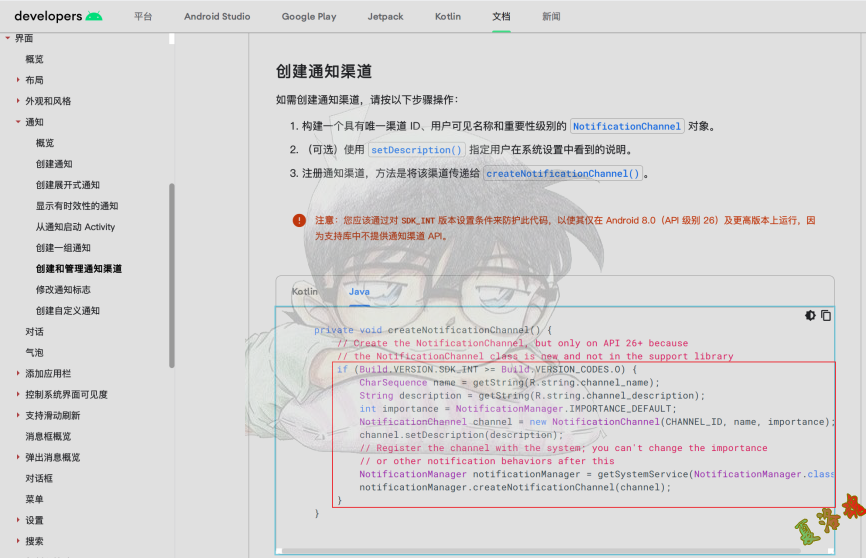 developers 平台 Android Studio Google Play Jetpack Kotlin 文档 新闻
界面
概览
布局
外观和风格
通知
概览
创建通知
创建展开式通知
显示有时效性的通知
从通知启动 Activity
创建一组通知
创建和管理通知渠道
修改通知标志
创建自定义通知
对话
气泡
添加应用栏
控制系统界面可见度
支持滑动刷新
消息框概览
弹出消息概览
对话框
菜单
设置
搜索
创建通知渠道
如需创建通知渠道，请按以下步骤操作：
1. 构建一个具有唯一渠道 ID、用户可见名称和重要性级别的 NotificationChannel 对象。
2. （可选）使用 setDescription() 指定用户在系统设置中看到的说明。
3. 注册通知渠道，方法是将该渠道传递给 createNotificationChannel() 。
注意：您应该通过对 SDK_INT 版本设置条件来防护此代码，以使其仅在 Android 8.0（API 级别 26）及更高版本上运行，因
为支持库中不提供通知渠道 API。
Kotlin Java
private void createNotificationChannel() {
// Create the NotificationChannel, but only on API 26+ because
// the NotificationChannel class is new and not in the support library
if (Build.VERSION.SDK_INT >= Build.VERSION_CODES.O) {
CharSequence name = getString(R.string.channel_name);
String description = getString(R.string.channel_description);
int importance = NotificationManager.IMPORTANCE_DEFAULT;
NotificationChannel channel = new NotificationChannel(CHANNEL_ID, name, importance);
channel.setDescription(description);
// Register the channel with the system; you can't change the importance
// or other notification behaviors after this
NotificationManager notificationManager = getSystemService(NotificationManager.class
notificationManager.createNotificationChannel(channel);
}
}